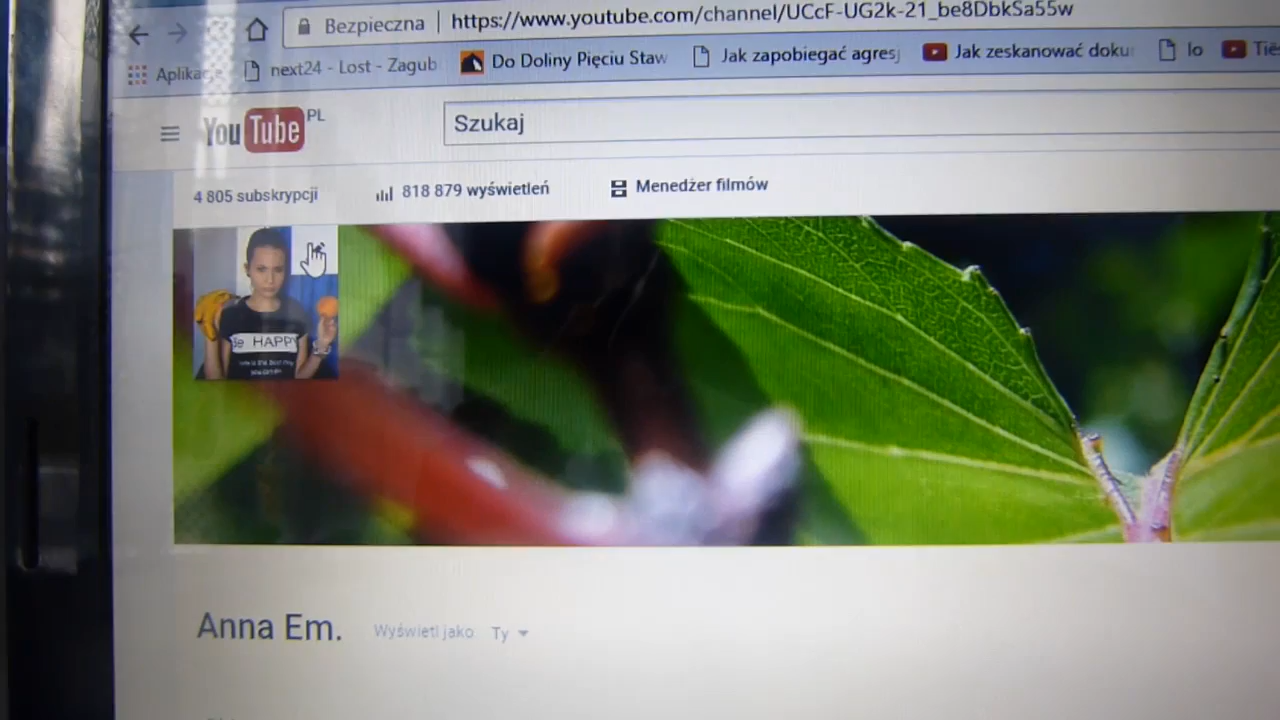 Bezpieczna | https://www.youtube.com/channel/UCcF-UG2k-21_be8DbkSa55w
Aplikacje next24 - Lost - Zagub Do Doliny Pięciu Staw Jak zapobiegać agresj Jak zeskanować doku lo
YouTube PL
Szukaj
4 805 subskrypcji 818 879 wyświetleń Menedżer filmów
Be HAPPY
Anna Em. Wyświetl jako: Ty